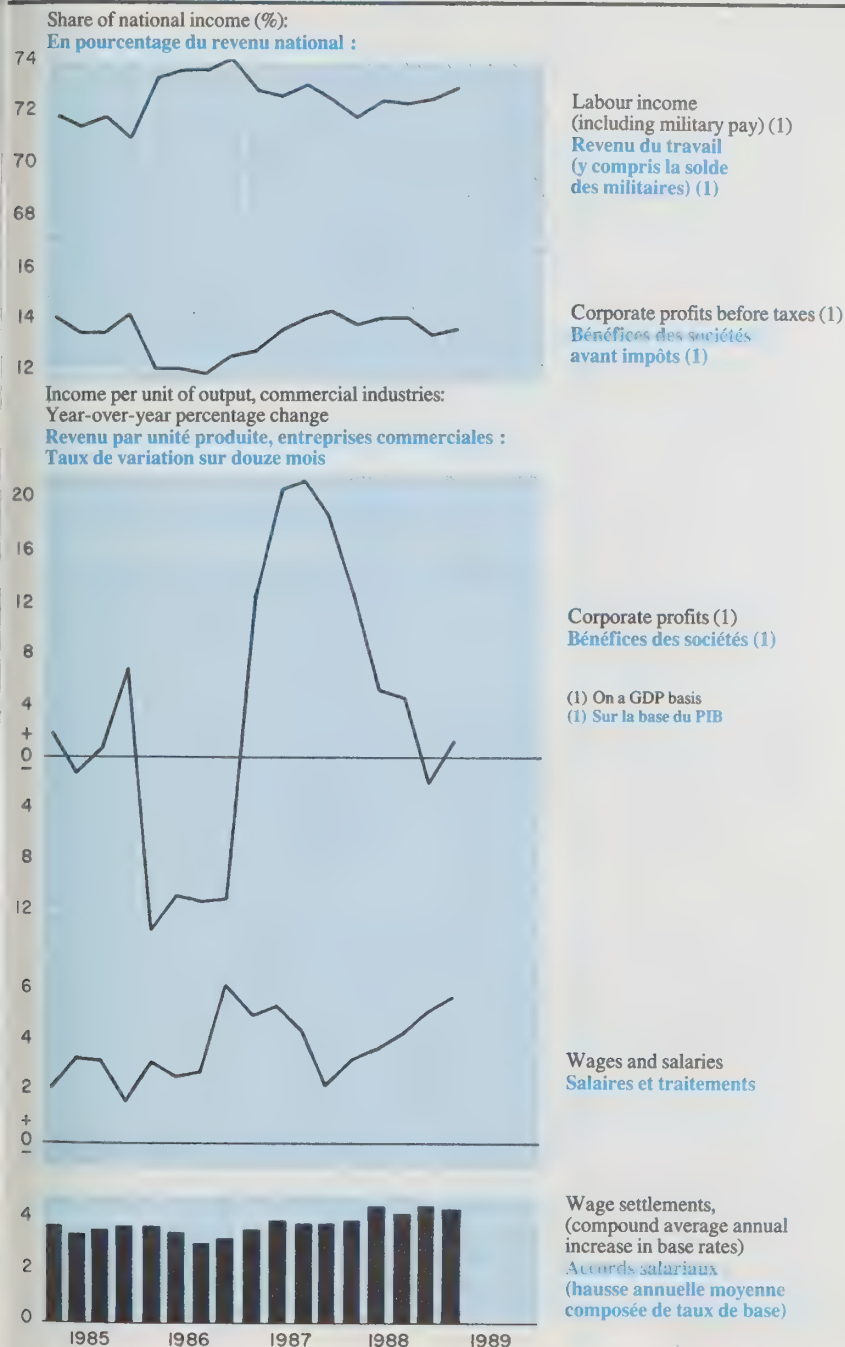 Share of national income (%):
En pourcentage du revenu national :
74
72
70
68
16
14
12
Labour income
(including military pay) (1)
Revenu du travail
(y compris la solde
des militaires) (1)
Corporate profits before taxes (1)
Bénéfices des sociétés
avant impôts (1)
Income per unit of output, commercial industries:
Year-over-year percentage change
Revenu par unité produite, entreprises commerciales :
Taux de variation sur douze mois
20
16
12
8
4
+
0
−
4
8
12
Corporate profits (1)
Bénéfices des sociétés (1)
(1) On a GDP basis
(1) Sur la base du PIB
6
4
2
+
0
−
Wages and salaries
Salaires et traitements
4
2
0
Wage settlements,
(compound average annual
increase in base rates)
Accords salariaux
(hausse annuelle moyenne
composée de taux de base)
1985 1986 1987 1988 1989